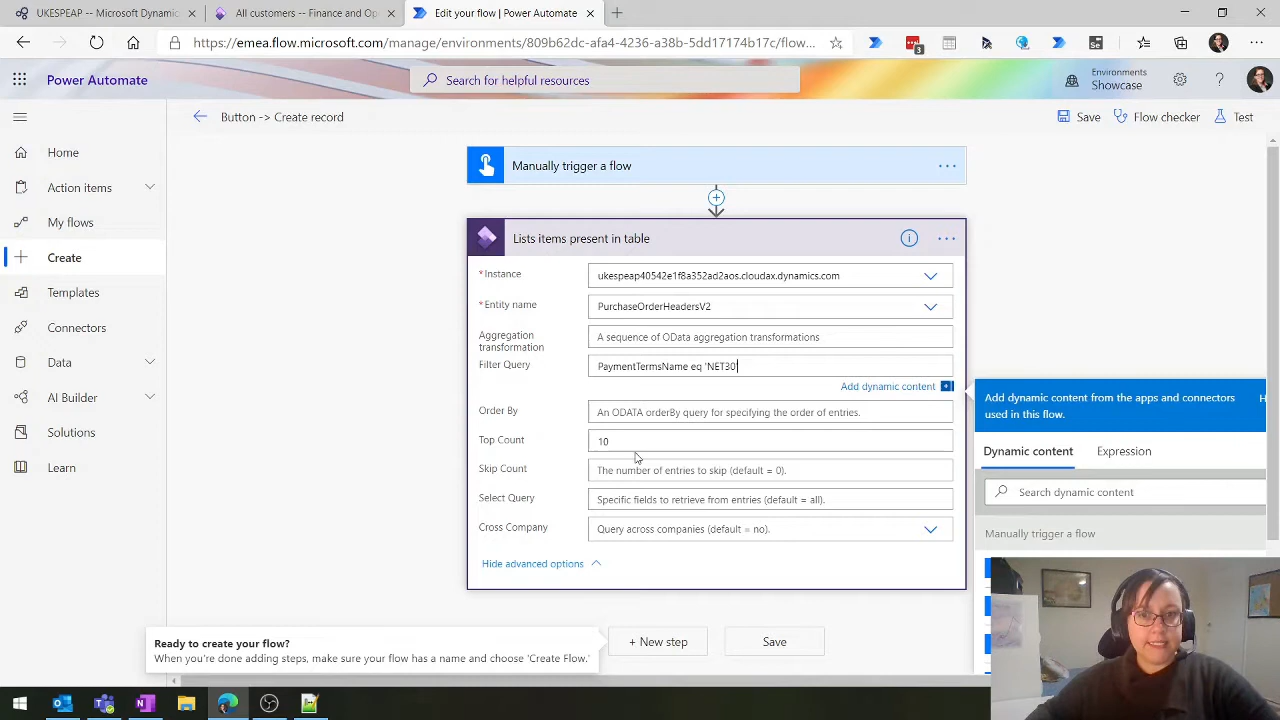 UKESPEAP -- Microsoft Dynamic
All customers -- Finance and Op
Edit your flow | Power Automate
https://emea.flow.microsoft.com/manage/environments/809b62dc-afa4-4236-a38b-5dd17174b17c/flow...
3
Power Automate
Search for helpful resources
Environments
Showcase
Button -> Create record
Save
Flow checker
Test
Home
Action items
My flows
Create
Templates
Connectors
Data
AI Builder
Solutions
Learn
Manually trigger a flow
Lists items present in table
* Instance
ukespeap40542e1f8a352ad2aos.cloudax.dynamics.com
* Entity name
PurchaseOrderHeadersV2
Aggregation
transformation
A sequence of OData aggregation transformations
Filter Query
PaymentTermsName eq 'NET30'
Add dynamic content
Order By
An ODATA orderBy query for specifying the order of entries.
Top Count
10
Skip Count
The number of entries to skip (default = 0).
Select Query
Specific fields to retrieve from entries (default = all).
Cross Company
Query across companies (default = no).
Hide advanced options
Add dynamic content from the apps and connectors
used in this flow.
H
Dynamic content
Expression
Search dynamic content
Manually trigger a flow
Ready to create your flow?
When you're done adding steps, make sure your flow has a name and choose 'Create Flow.'
+ New step
Save